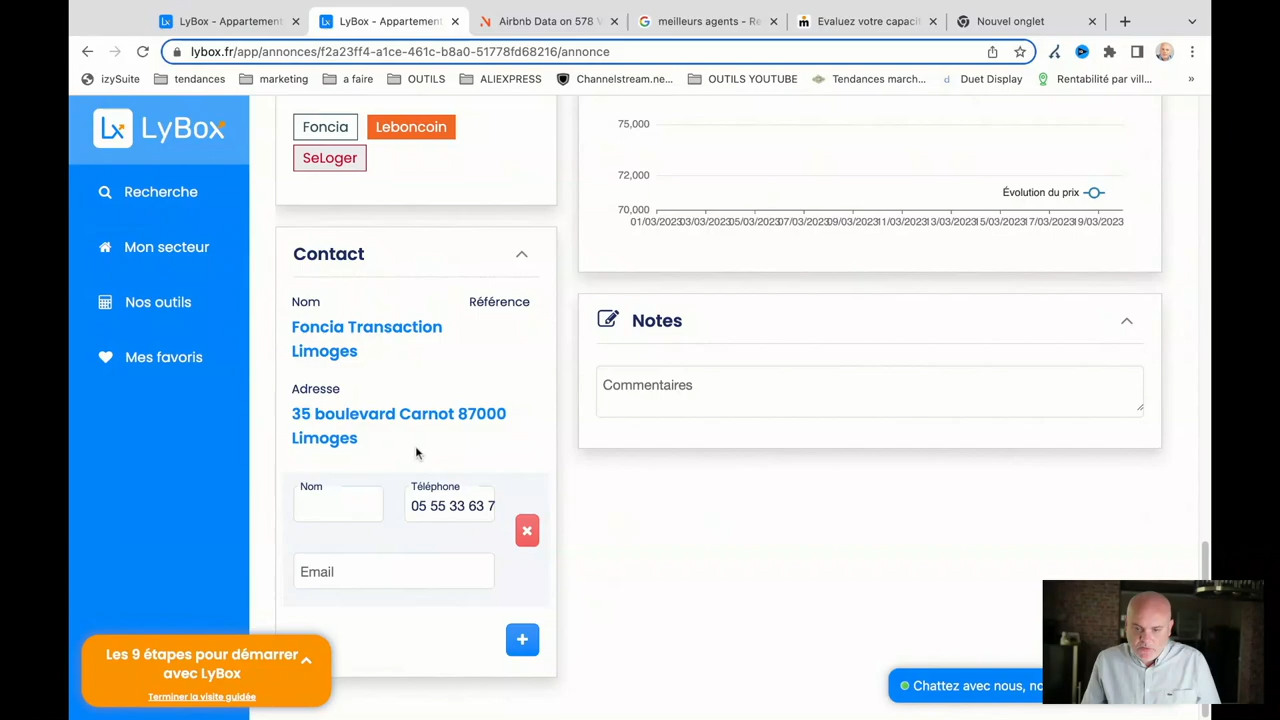 LyBox - Appartement
LyBox - Appartement
Airbnb Data on 578 V
meilleurs agents - Re
Evaluez votre capaci
Nouvel onglet
lybox.fr/app/annonces/f2a23ff4-a1ce-461c-b8a0-51778fd68216/annonce
izySuite
tendances
marketing
a faire
OUTILS
ALIEXPRESS
Channelstream.ne...
OUTILS YOUTUBE
Tendances march...
Duet Display
Rentabilité par vill...
»
Lx LyBox
Recherche
Mon secteur
Nos outils
Mes favoris
Foncia
Leboncoin
SeLoger
Contact
Nom
Référence
Foncia Transaction
Limoges
Adresse
35 boulevard Carnot 87000
Limoges
Nom
Téléphone
05 55 33 63 7
Email
+
75,000
72,000
70,000
Évolution du prix
01/03/2023
03/03/2023
05/03/2023
07/03/2023
09/03/2023
11/03/2023
13/03/2023
15/03/2023
17/03/2023
19/03/2023
Notes
Commentaires
Les 9 étapes pour démarrer
avec LyBox
Terminer la visite guidée
Chattez avec nous, no